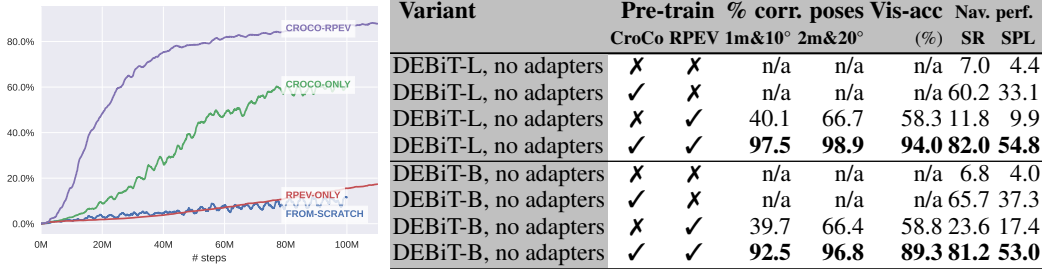 80.0%
60.0%
40.0%
20.0%
0.0%
CROCO-RPEV
CROCO-ONLY
RPEV-ONLY
FROM-SCRATCH
0M 20M 40M 60M 80M 100M
# steps
Variant Pre-train % corr. poses Vis-acc Nav. perf.
CroCo RPEV 1m&10° 2m&20° (%) SR SPL
DEBiT-L, no adapters ✗ ✗ n/a n/a n/a 7.0 4.4
DEBiT-L, no adapters ✓ ✗ n/a n/a n/a 60.2 33.1
DEBiT-L, no adapters ✗ ✓ 40.1 66.7 58.3 11.8 9.9
DEBiT-L, no adapters ✓ ✓ 97.5 98.9 94.0 82.0 54.8
DEBiT-B, no adapters ✗ ✗ n/a n/a n/a 6.8 4.0
DEBiT-B, no adapters ✓ ✗ n/a n/a n/a 65.7 37.3
DEBiT-B, no adapters ✗ ✓ 39.7 66.4 58.8 23.6 17.4
DEBiT-B, no adapters ✓ ✓ 92.5 96.8 89.3 81.2 53.0